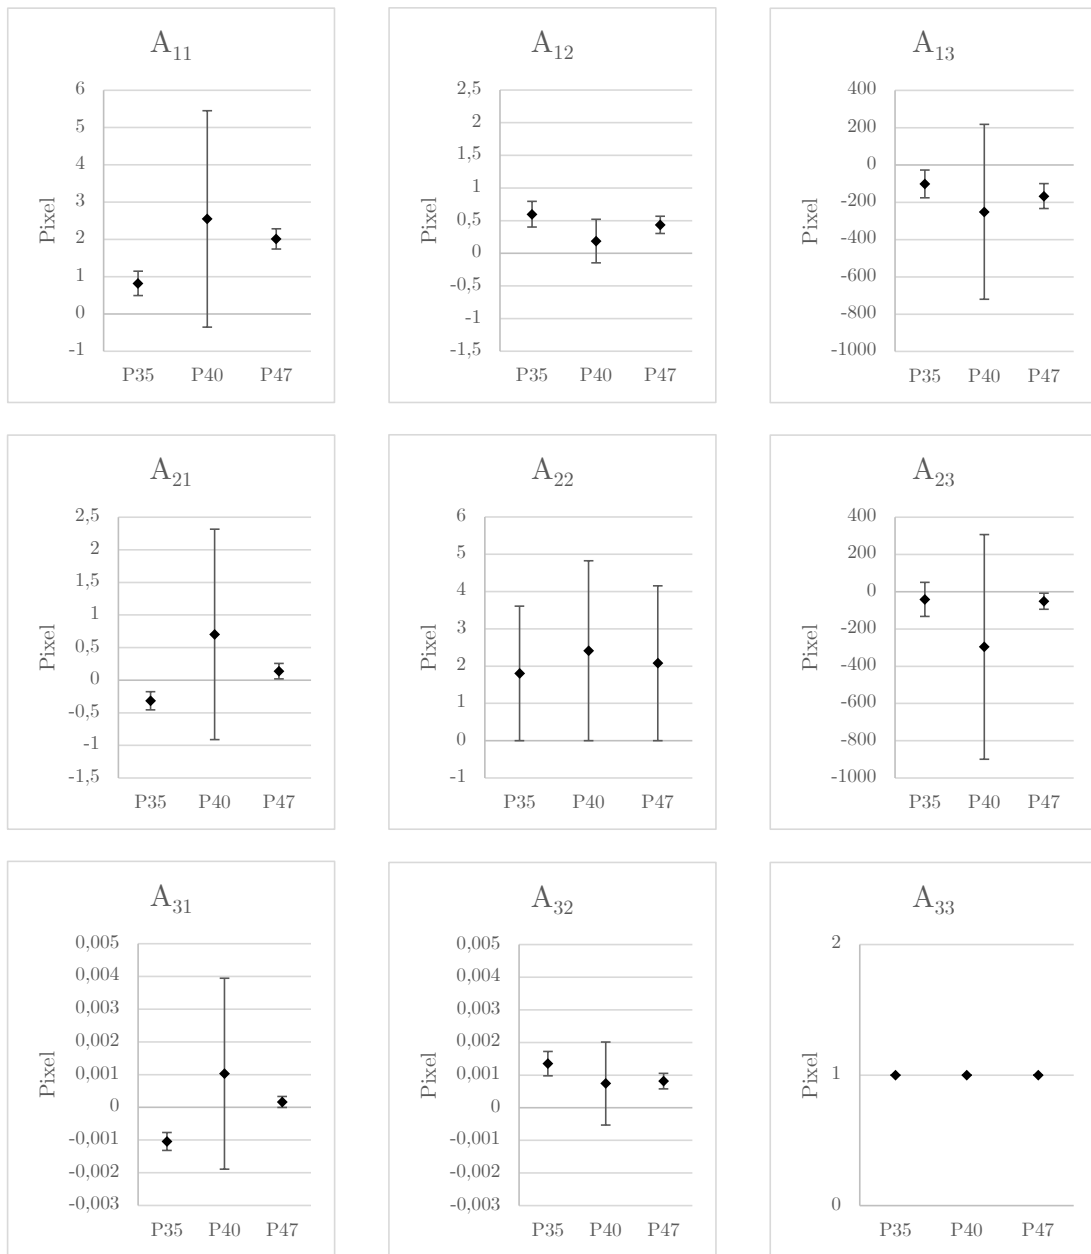 A₁₁
6
5
4
3
2
1
0
-1
Pixel
P35 P40 P47
A₁₂
2,5
2
1,5
1
0,5
0
-0,5
-1
-1,5
Pixel
P35 P40 P47
A₁₃
400
200
0
-200
-400
-600
-800
-1000
Pixel
P35 P40 P47
A₂₁
2,5
2
1,5
1
0,5
0
-0,5
-1
-1,5
Pixel
P35 P40 P47
A₂₂
6
5
4
3
2
1
0
-1
Pixel
P35 P40 P47
A₂₃
400
200
0
-200
-400
-600
-800
-1000
Pixel
P35 P40 P47
A₃₁
0,005
0,004
0,003
0,002
0,001
0
-0,001
-0,002
-0,003
Pixel
P35 P40 P47
A₃₂
0,005
0,004
0,003
0,002
0,001
0
-0,001
-0,002
-0,003
Pixel
P35 P40 P47
A₃₃
2
1
0
Pixel
P35 P40 P47